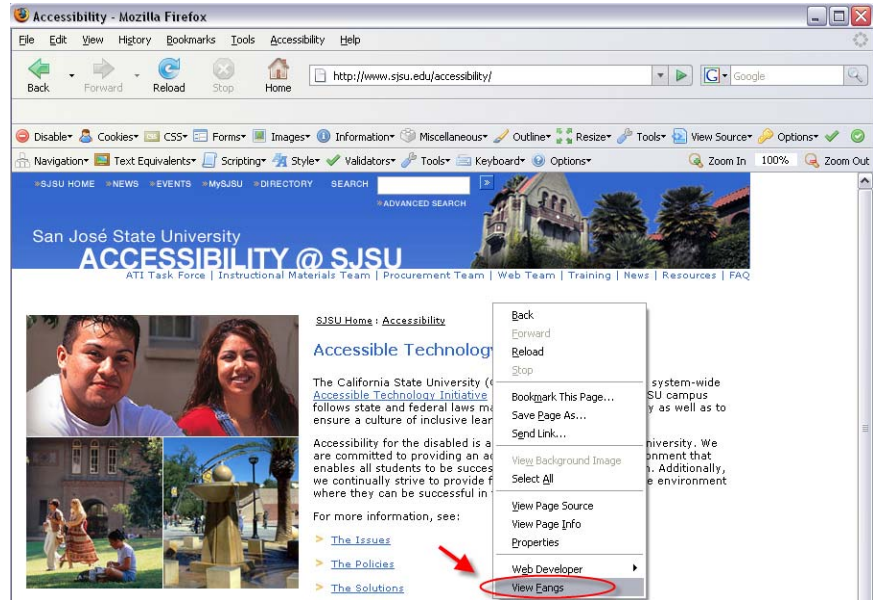 Accessibility - Mozilla Firefox
File Edit View History Bookmarks Tools Accessibility Help
Back Forward Reload Stop Home http://www.sjsu.edu/accessibility/ G Google
Disable Cookies CSS Forms Images Information Miscellaneous Outline Resize Tools View Source Options
Navigation Text Equivalents Scripting Style Validators Tools Keyboard Options Zoom In 100% Zoom Out
»SJSU HOME »NEWS »EVENTS »MySJSU »DIRECTORY SEARCH
»ADVANCED SEARCH
San José State University
ACCESSIBILITY @ SJSU
ATI Task Force | Instructional Materials Team | Procurement Team | Web Team | Training | News | Resources | FAQ
SJSU Home : Accessibility
Accessible Technology
The California State University ( system-wide
Accessible Technology Initiative SU campus
follows state and federal laws y as well as to
ensure a culture of inclusive
Accessibility for the disabled is a niversity. We
are committed to providing an onment that
enables all students to be . Additionally,
we continually strive to provide e environment
where they can be successful in
For more information, see:
> The Issues
> The Policies
> The Solutions
Back
Forward
Reload
Stop
Bookmark This Page...
Save Page As...
Send Link...
View Background Image
Select All
View Page Source
View Page Info
Properties
Web Developer
View Fangs